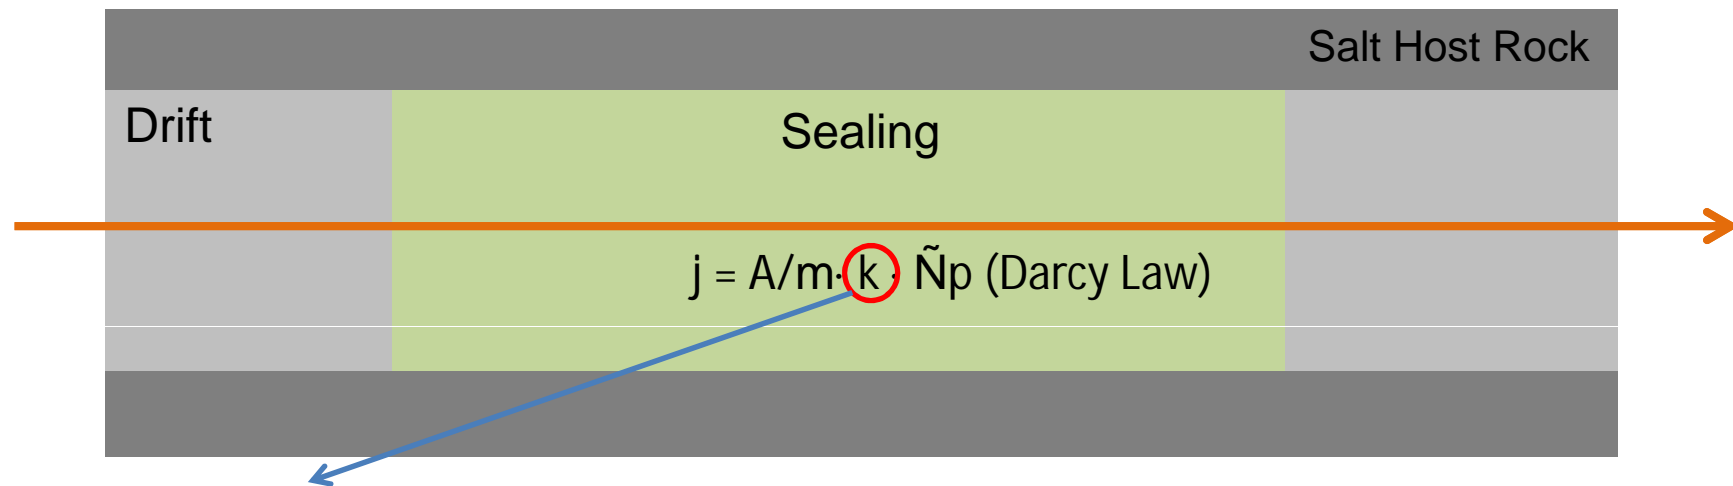 Salt Host Rock
Drift
Sealing
j = A/m· k · Ñp (Darcy Law)